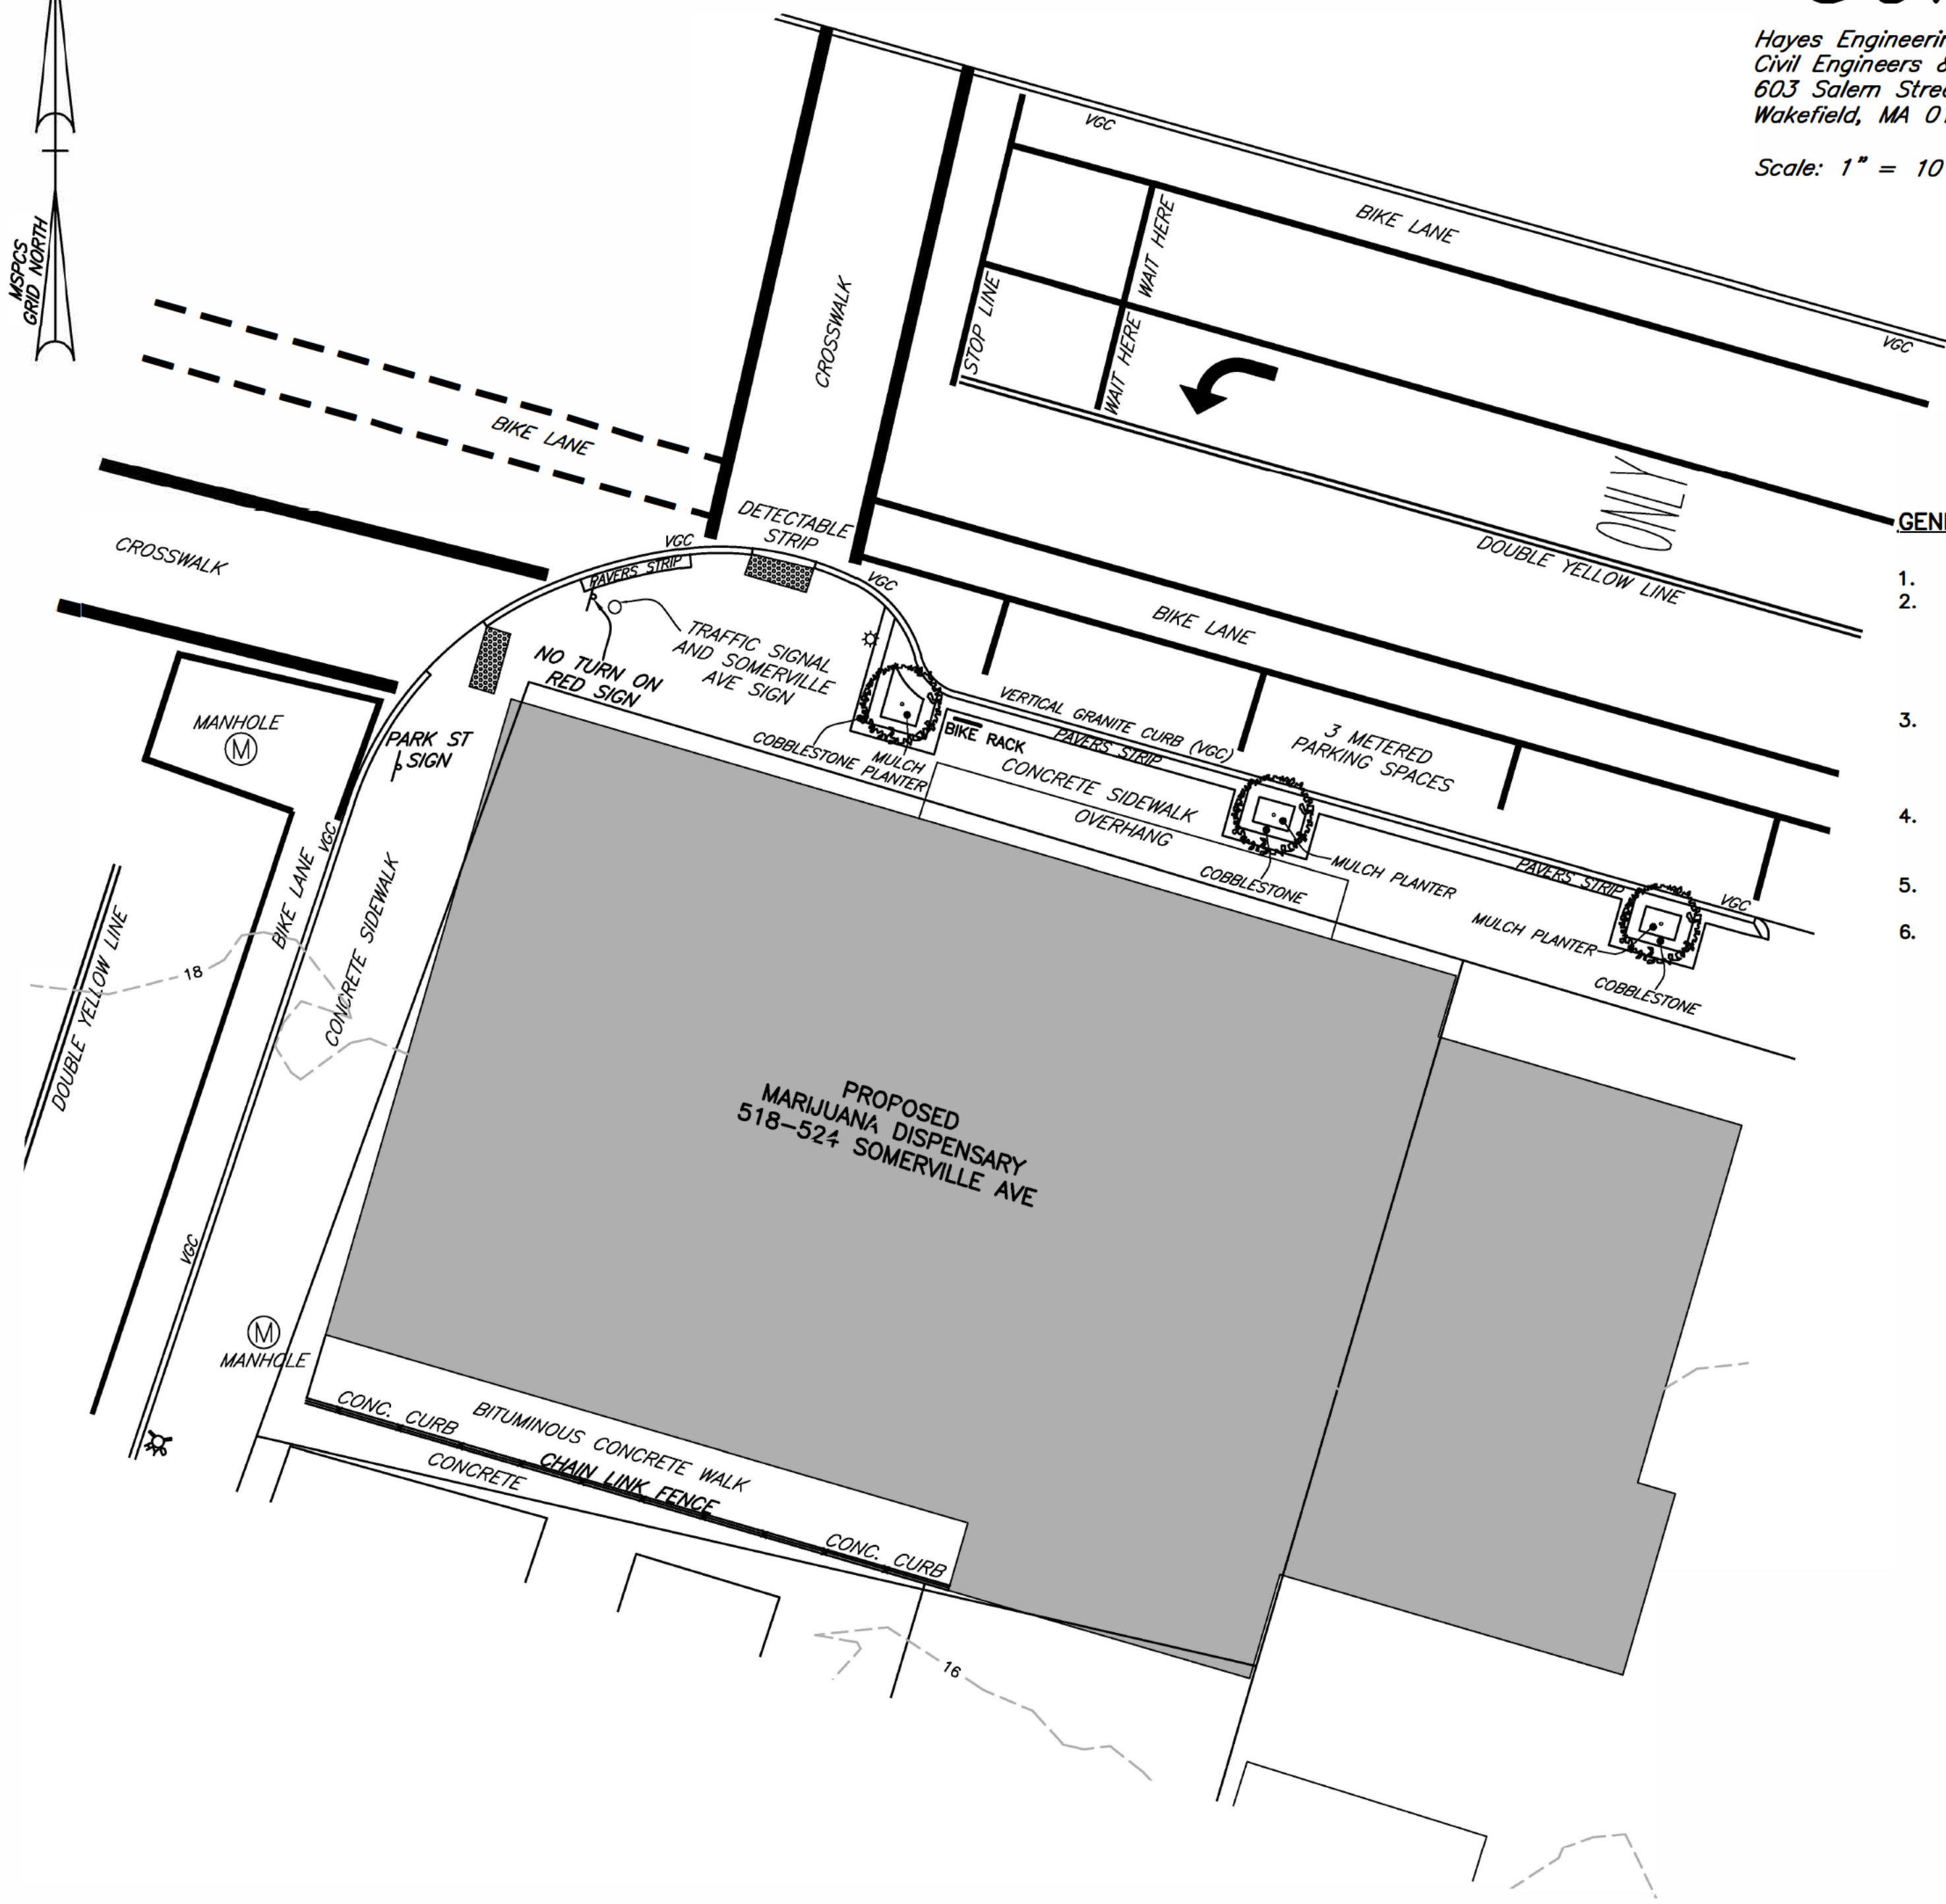 Hayes Engineerin
Civil Engineers &
603 Salem Stree
Wakefield, MA 0
Scale: 1" = 10
MSPCS
GRID NORTH
VGC
BIKE LANE
WAIT HERE
WAIT HERE
STOP LINE
CROSSWALK
VGC
ONLY
DOUBLE YELLOW LINE
BIKE LANE
CROSSWALK
DETECTABLE
STRIP
VGC
PAVERS STRIP
VGC
BIKE LANE
TRAFFIC SIGNAL
AND SOMERVILLE
AVE SIGN
NO TURN ON
RED SIGN
MANHOLE
M
PARK ST
SIGN
VERTICAL GRANITE CURB (VGC)
3 METERED
PARKING SPACES
BIKE RACK
PAVERS STRIP
COBBLESTONE
MULCH
PLANTER
CONCRETE SIDEWALK
OVERHANG
COBBLESTONE
MULCH PLANTER
PAVERS STRIP
VGC
MULCH PLANTER
COBBLESTONE
BIKE LANE
VGC
CONCRETE SIDEWALK
18
DOUBLE YELLOW LINE
PROPOSED
MARIJUANA DISPENSARY
518-524 SOMERVILLE AVE
VGC
M
MANHOLE
CONC. CURB
BITUMINOUS CONCRETE WALK
CONCRETE
CHAIN LINK FENCE
CONC. CURB
16
GEN
1.
2.
3.
4.
5.
6.